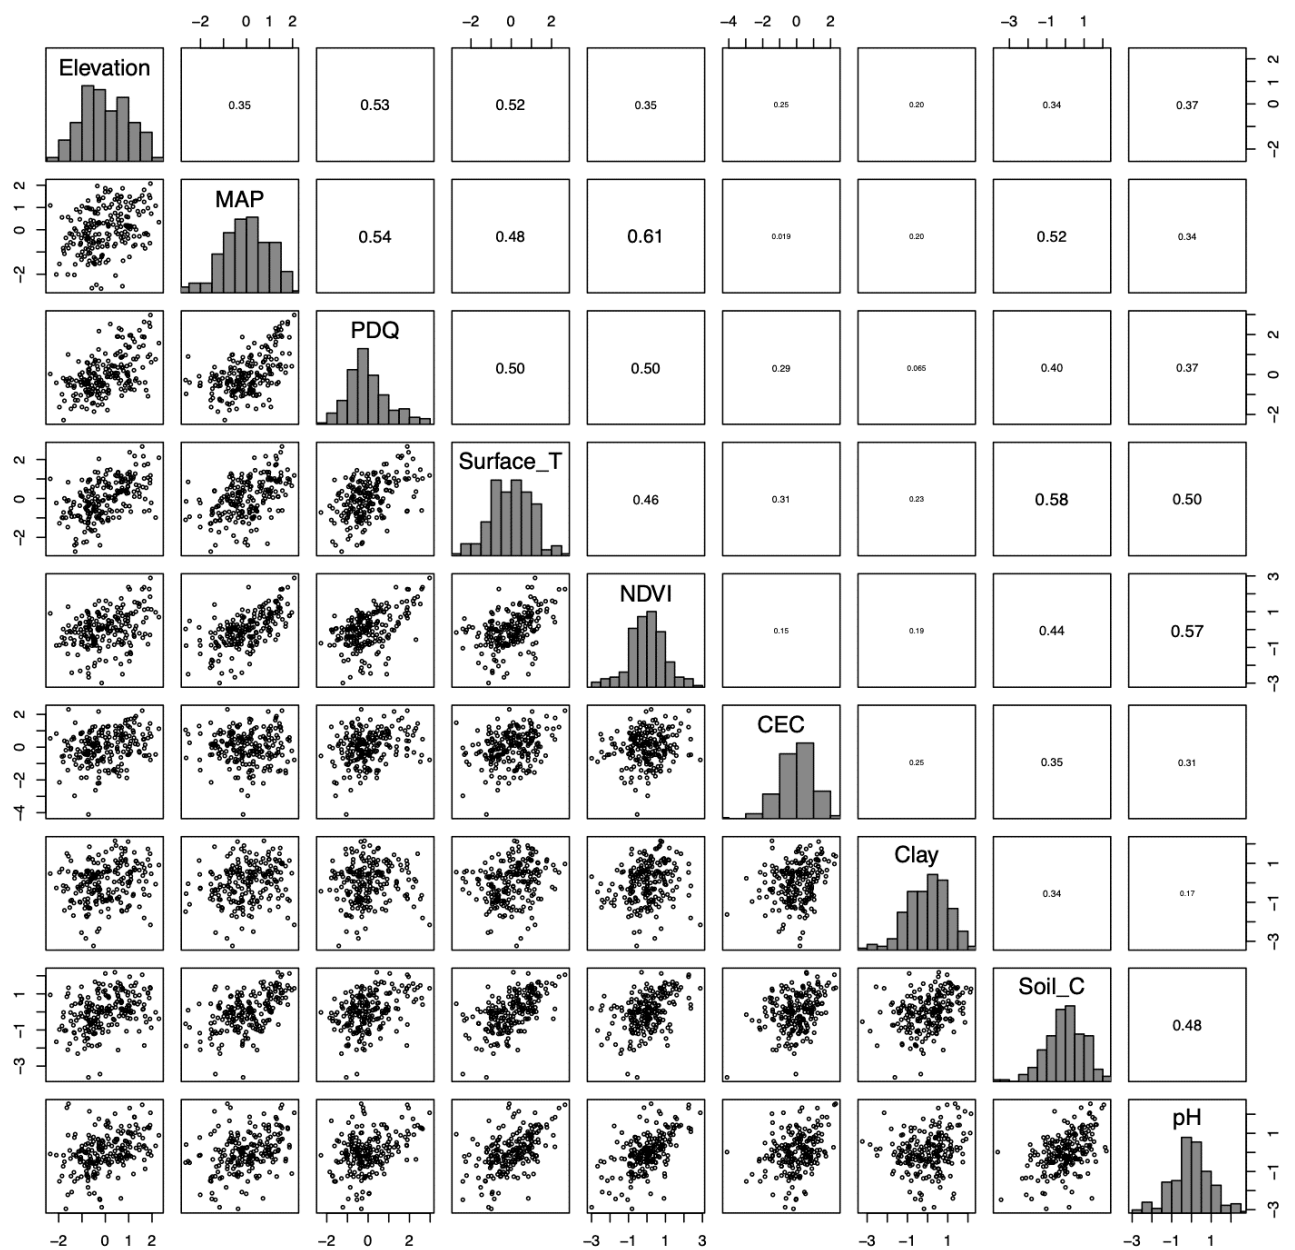 −2 0 1 2 −2 0 2 −4 −2 0 2 −3 −1 1
Elevation 0.35 0.53 0.52 0.35 0.25 0.20 0.34 0.37 −2 0 1 2
−2 0 1 2 MAP 0.54 0.48 0.61 0.019 0.20 0.52 0.34
PDQ 0.50 0.50 0.29 0.065 0.40 0.37 −2 0 2
−2 0 2 Surface_T 0.46 0.31 0.23 0.58 0.50
NDVI 0.15 0.19 0.44 0.57 −3 −1 1 3
−4 −2 0 2 CEC 0.25 0.35 0.31
Clay 0.34 0.17 −3 −1 1
−3 −1 1 Soil_C 0.48
pH −3 −1 1
−2 0 1 2 −2 0 2 −3 −1 1 3 −3 −1 1 −3 −1 1